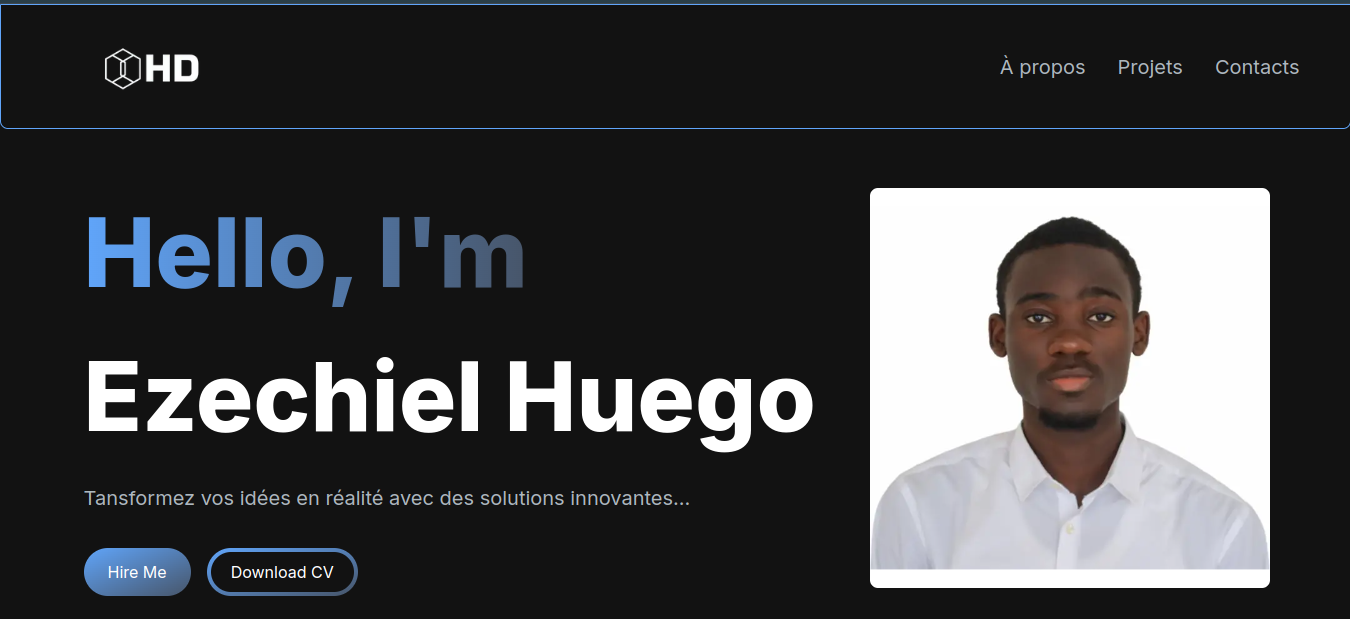 HD
À propos Projets Contacts
Hello, I'm
Ezechiel Huego
Tansformez vos idées en réalité avec des solutions innovantes...
Hire Me Download CV